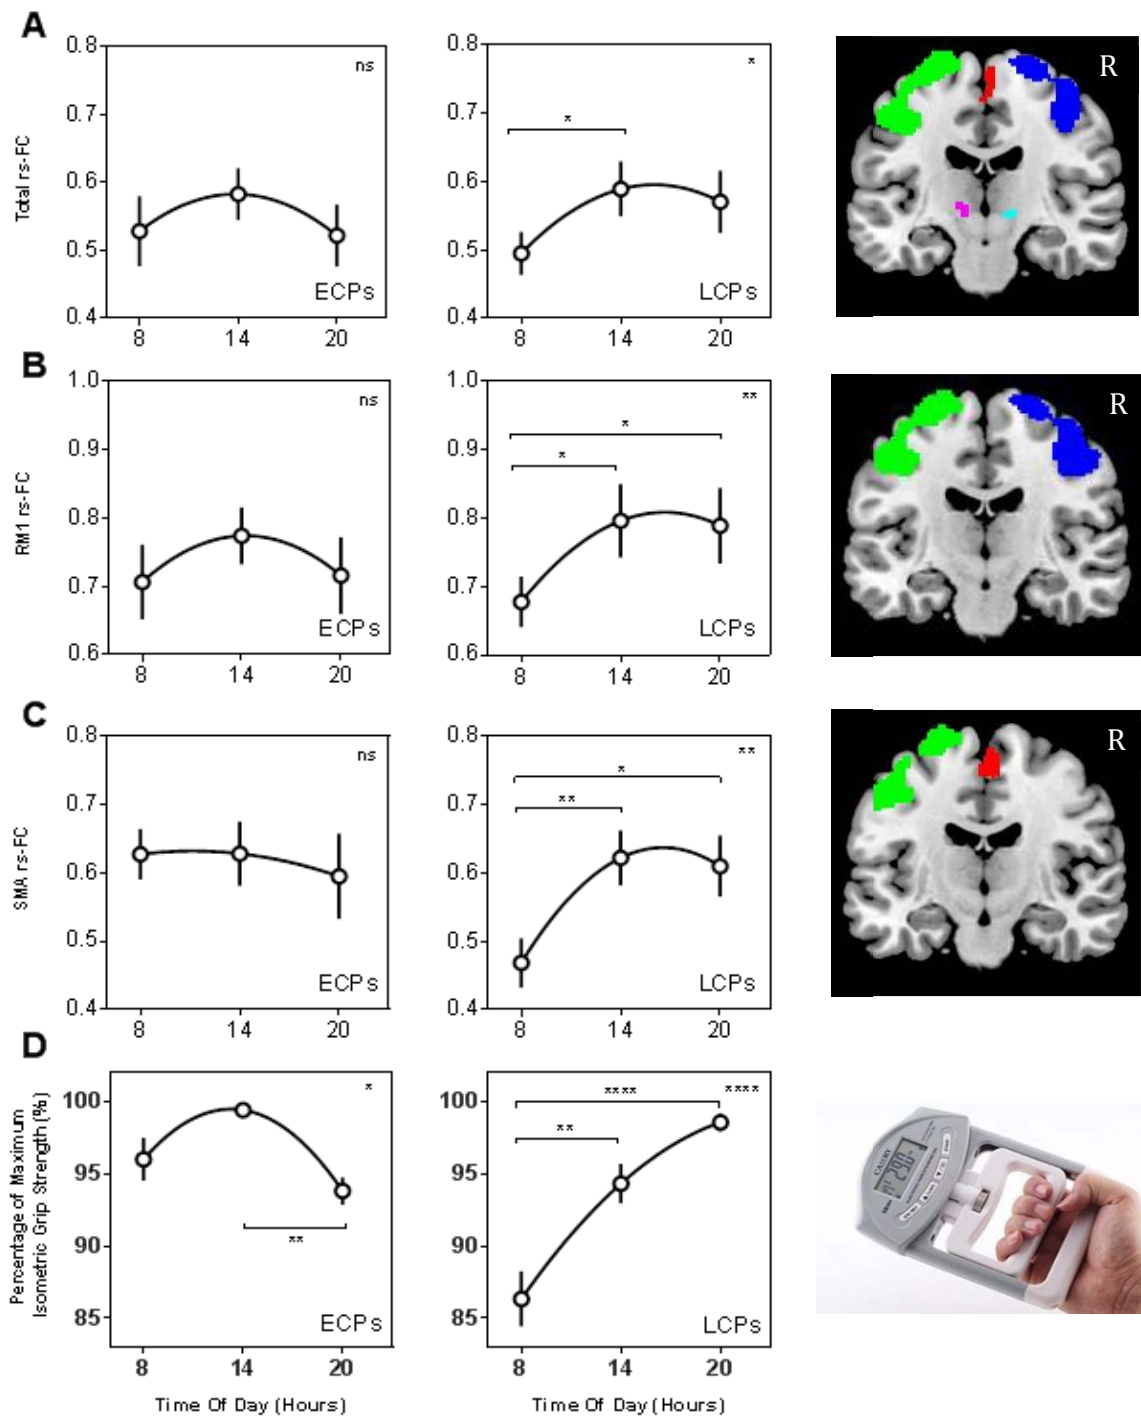 A
Total rs-FC
0.8
0.7
0.6
0.5
0.4
ns
ECPs
8 14 20
0.8
0.7
0.6
0.5
0.4
*
*
LCPs
8 14 20
R
B
RM1 rs-FC
1.0
0.9
0.8
0.7
0.6
ns
ECPs
8 14 20
1.0
0.9
0.8
0.7
0.6
**
*
*
LCPs
8 14 20
R
C
SMA rs-FC
0.8
0.7
0.6
0.5
0.4
ns
ECPs
8 14 20
0.8
0.7
0.6
0.5
0.4
**
*
**
LCPs
8 14 20
R
D
Percentage of Maximum
Isometric Grip Strength (%)
100
95
90
85
*
**
ECPs
8 14 20
Time Of Day (Hours)
100
95
90
85
****
****
**
LCPs
8 14 20
Time Of Day (Hours)
CAMRY
29.0